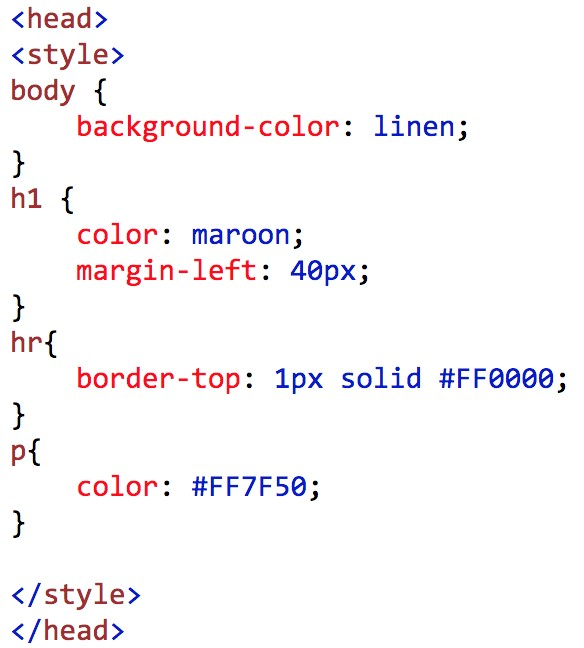 <head>
<style>
body {
    background-color: linen;
}
h1 {
    color: maroon;
    margin-left: 40px;
}
hr{
    border-top: 1px solid #FF0000;
}
p{
    color: #FF7F50;
}

</style>
</head>